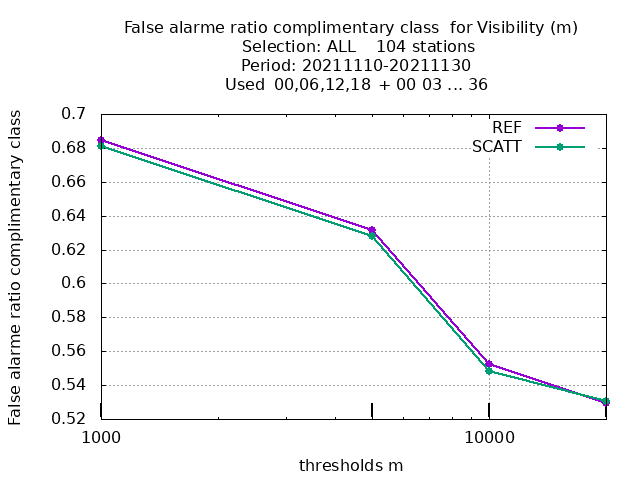 False alarme ratio complimentary class  for Visibility (m)
Selection: ALL    104 stations
Period: 20211110-20211130
Used  00,06,12,18  + 00 03 ... 36
False alarme ratio complimentary class
REF
SCATT
0.7
0.68
0.66
0.64
0.62
0.6
0.58
0.56
0.54
0.52
1000
10000
thresholds m